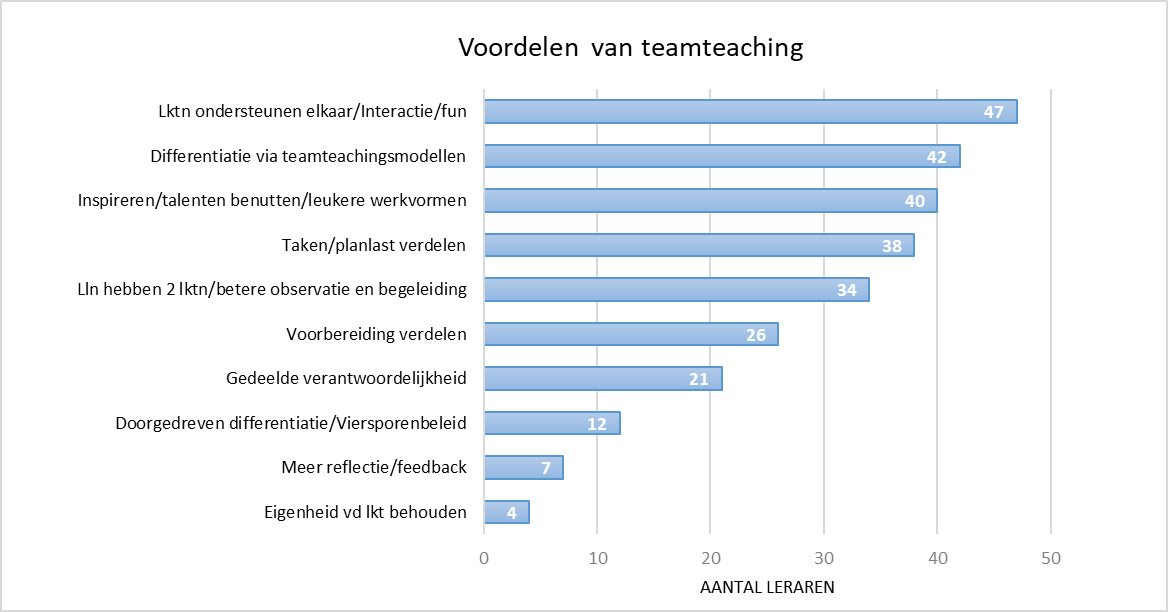 Voordelen van teamteaching
Lktn ondersteunen elkaar/Interactie/fun 47
Differentiatie via teamteachingsmodellen 42
Inspireren/talenten benutten/leukere werkvormen 40
Taken/planlast verdelen 38
Lln hebben 2 lktn/betere observatie en begeleiding 34
Voorbereiding verdelen 26
Gedeelde verantwoordelijkheid 21
Doorgedreven differentiatie/Viersporenbeleid 12
Meer reflectie/feedback 7
Eigenheid vd lkt behouden 4
0 10 20 30 40 50
AANTAL LERAREN